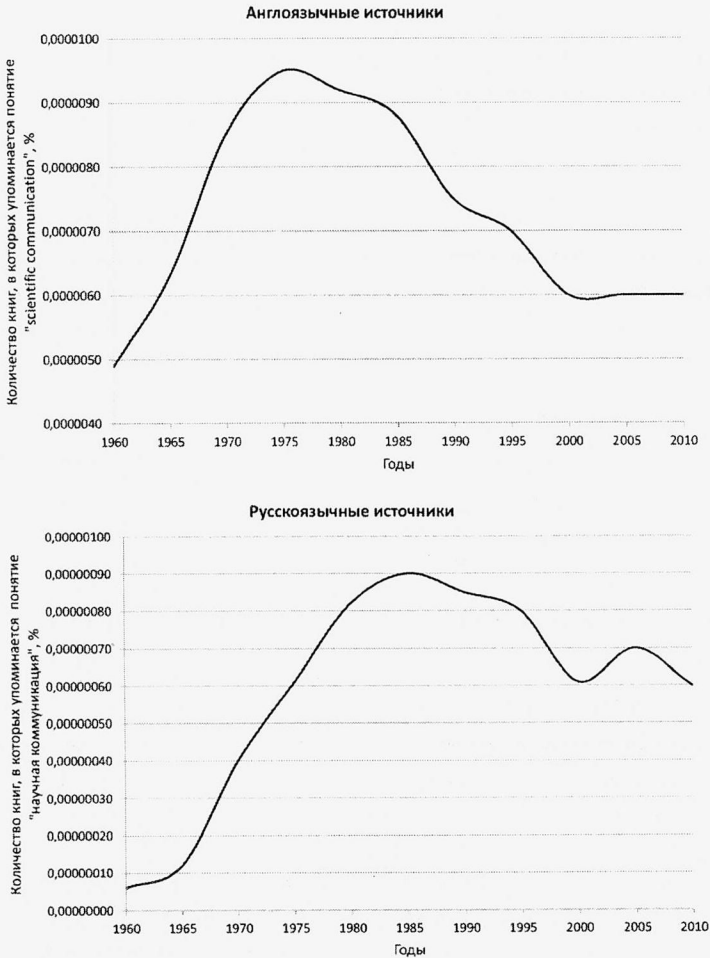 Англоязычные источники
Количество книг, в которых упоминается понятие
"scientific communication", %
0,0000100
0,0000090
0,0000080
0,0000070
0,0000060
0,0000050
0,0000040
1960 1965 1970 1975 1980 1985 1990 1995 2000 2005 2010
Годы
Русскоязычные источники
Количество книг, в которых упоминается понятие
"научная коммуникация", %
0,00000100
0,00000090
0,00000080
0,00000070
0,00000060
0,00000050
0,00000040
0,00000030
0,00000020
0,00000010
0,00000000
1960 1965 1970 1975 1980 1985 1990 1995 2000 2005 2010
Годы